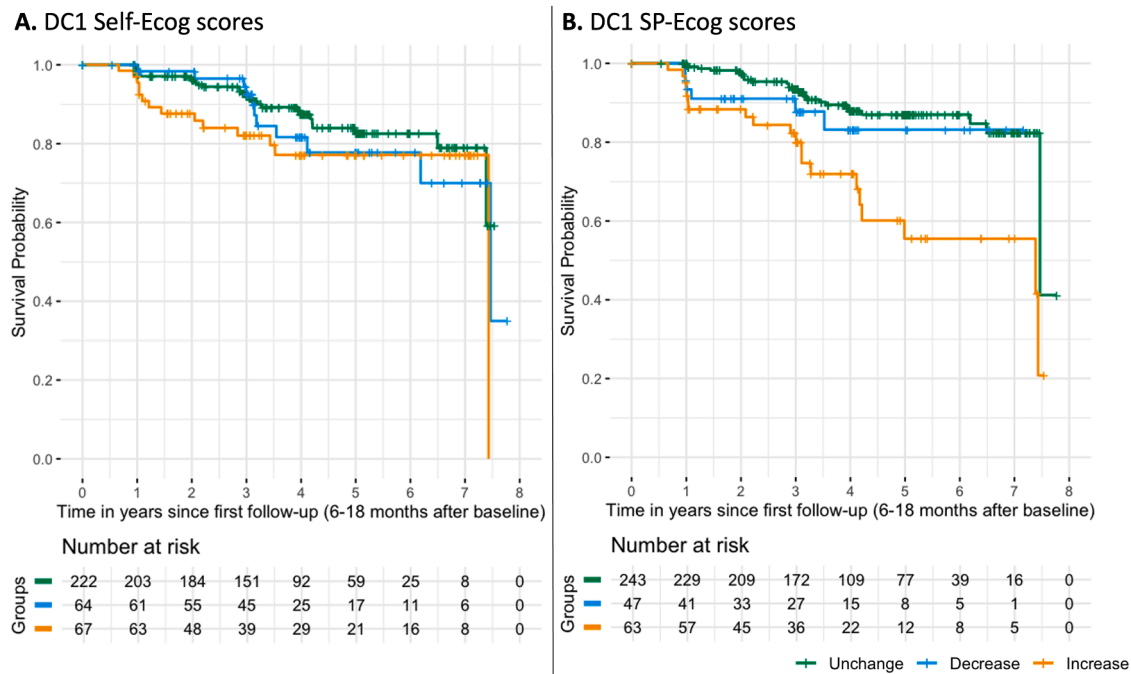 A. DC1 Self-Ecog scores
1.0
0.8
0.6
0.4
0.2
0.0
Survival Probability
0 1 2 3 4 5 6 7 8
Time in years since first follow-up (6-18 months after baseline)
Number at risk
Groups
222 203 184 151 92 59 25 8 0
64 61 55 45 25 17 11 6 0
67 63 48 39 29 21 16 8 0
B. DC1 SP-Ecog scores
1.0
0.8
0.6
0.4
0.2
0.0
Survival Probability
0 1 2 3 4 5 6 7 8
Time in years since first follow-up (6-18 months after baseline)
Number at risk
Groups
243 229 209 172 109 77 39 16 0
47 41 33 27 15 8 5 1 0
63 57 45 36 22 12 8 5 0
Unchange Decrease Increase